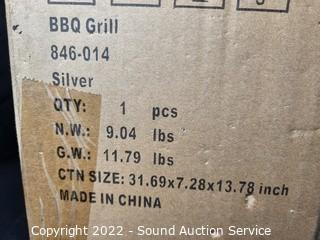 BBQ Grill
846-014
Silver
QTY: 1 pcs
N.W.: 9.04 lbs
G.W.: 11.79 lbs
CTN SIZE: 31.69x7.28x13.78 inch
MADE IN CHINA
Copyright 2022 - Sound Auction Service